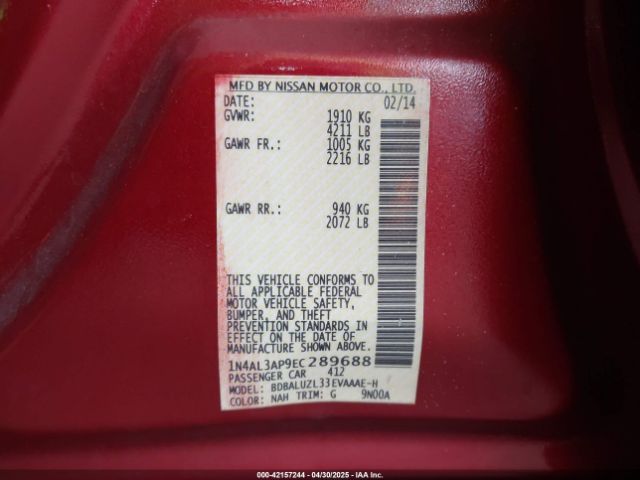 MFD BY NISSAN MOTOR CO., LTD.
DATE: 02/14
GVWR: 1910 KG
4211 LB
GAWR FR.: 1005 KG
2216 LB
GAWR RR.: 940 KG
2072 LB
THIS VEHICLE CONFORMS TO
ALL APPLICABLE FEDERAL
MOTOR VEHICLE SAFETY,
BUMPER, AND THEFT
PREVENTION STANDARDS IN
EFFECT ON THE DATE OF
MANUFACTURE SHOWN ABOVE.
1N4AL3AP9EC289688
PASSENGER CAR 412
MODEL: BDBALUZL33EVAAAE-H
COLOR: NAH TRIM: G 9N00A
000-42157244 - 04/30/2025 - IAAI, Inc.